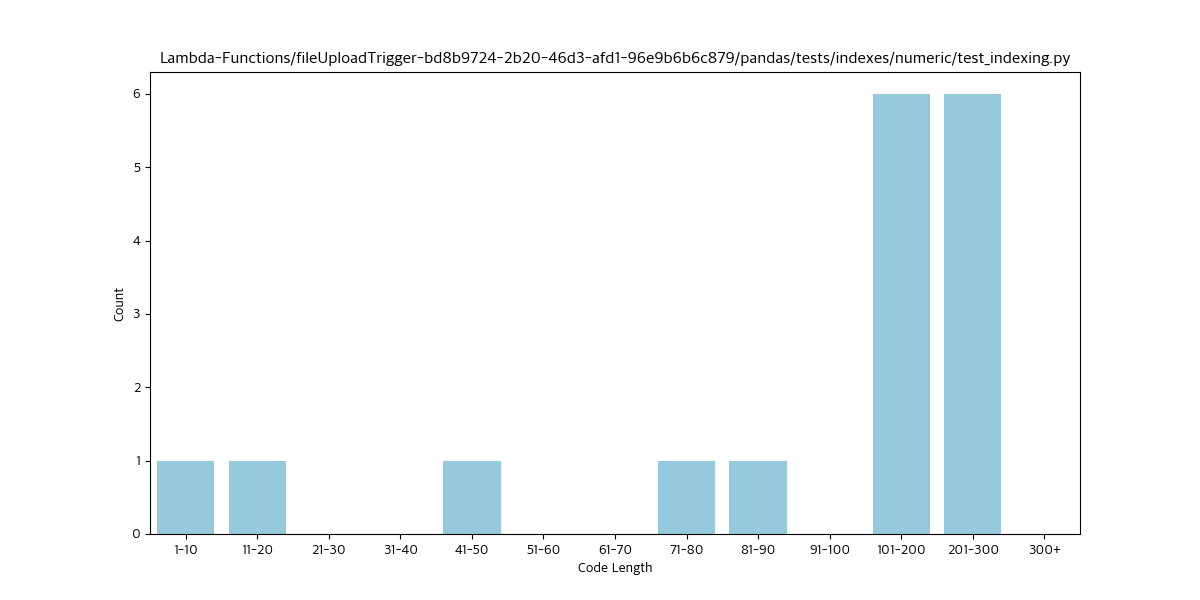 Lambda-Functions/fileUploadTrigger-bd8b9724-2b20-46d3-afd1-96e9b6b6c879/pandas/tests/indexes/numeric/test_indexing.py
6
5
4
3
2
1
0
Count
1-10 11-20 21-30 31-40 41-50 51-60 61-70 71-80 81-90 91-100 101-200 201-300 300+
Code Length